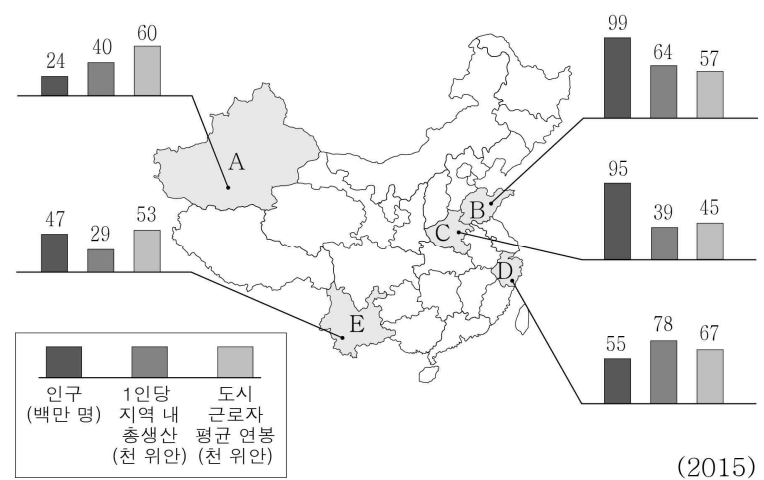 24 40 60
A
99 64 57
B
95 39 45
C
47 29 53
D
E
55 78 67
인구
(백만 명)
1인당
지역 내
총생산
(천 위안)
도시
근로자
평균 연봉
(천 위안)
(2015)